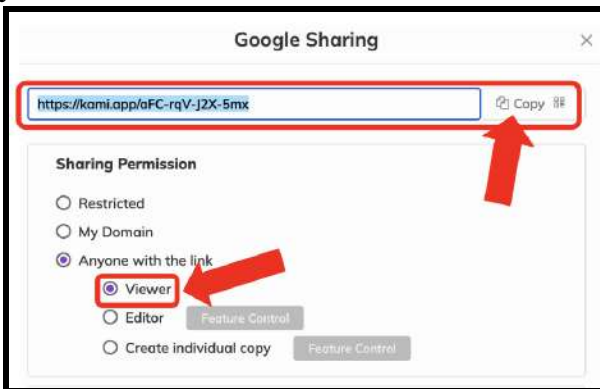 Google Sharing
https://kami.app/aFC-rqV-J2X-5mx Copy
Sharing Permission
Restricted
My Domain
Anyone with the link
Viewer
Editor Feature Control
Create individual copy Feature Control